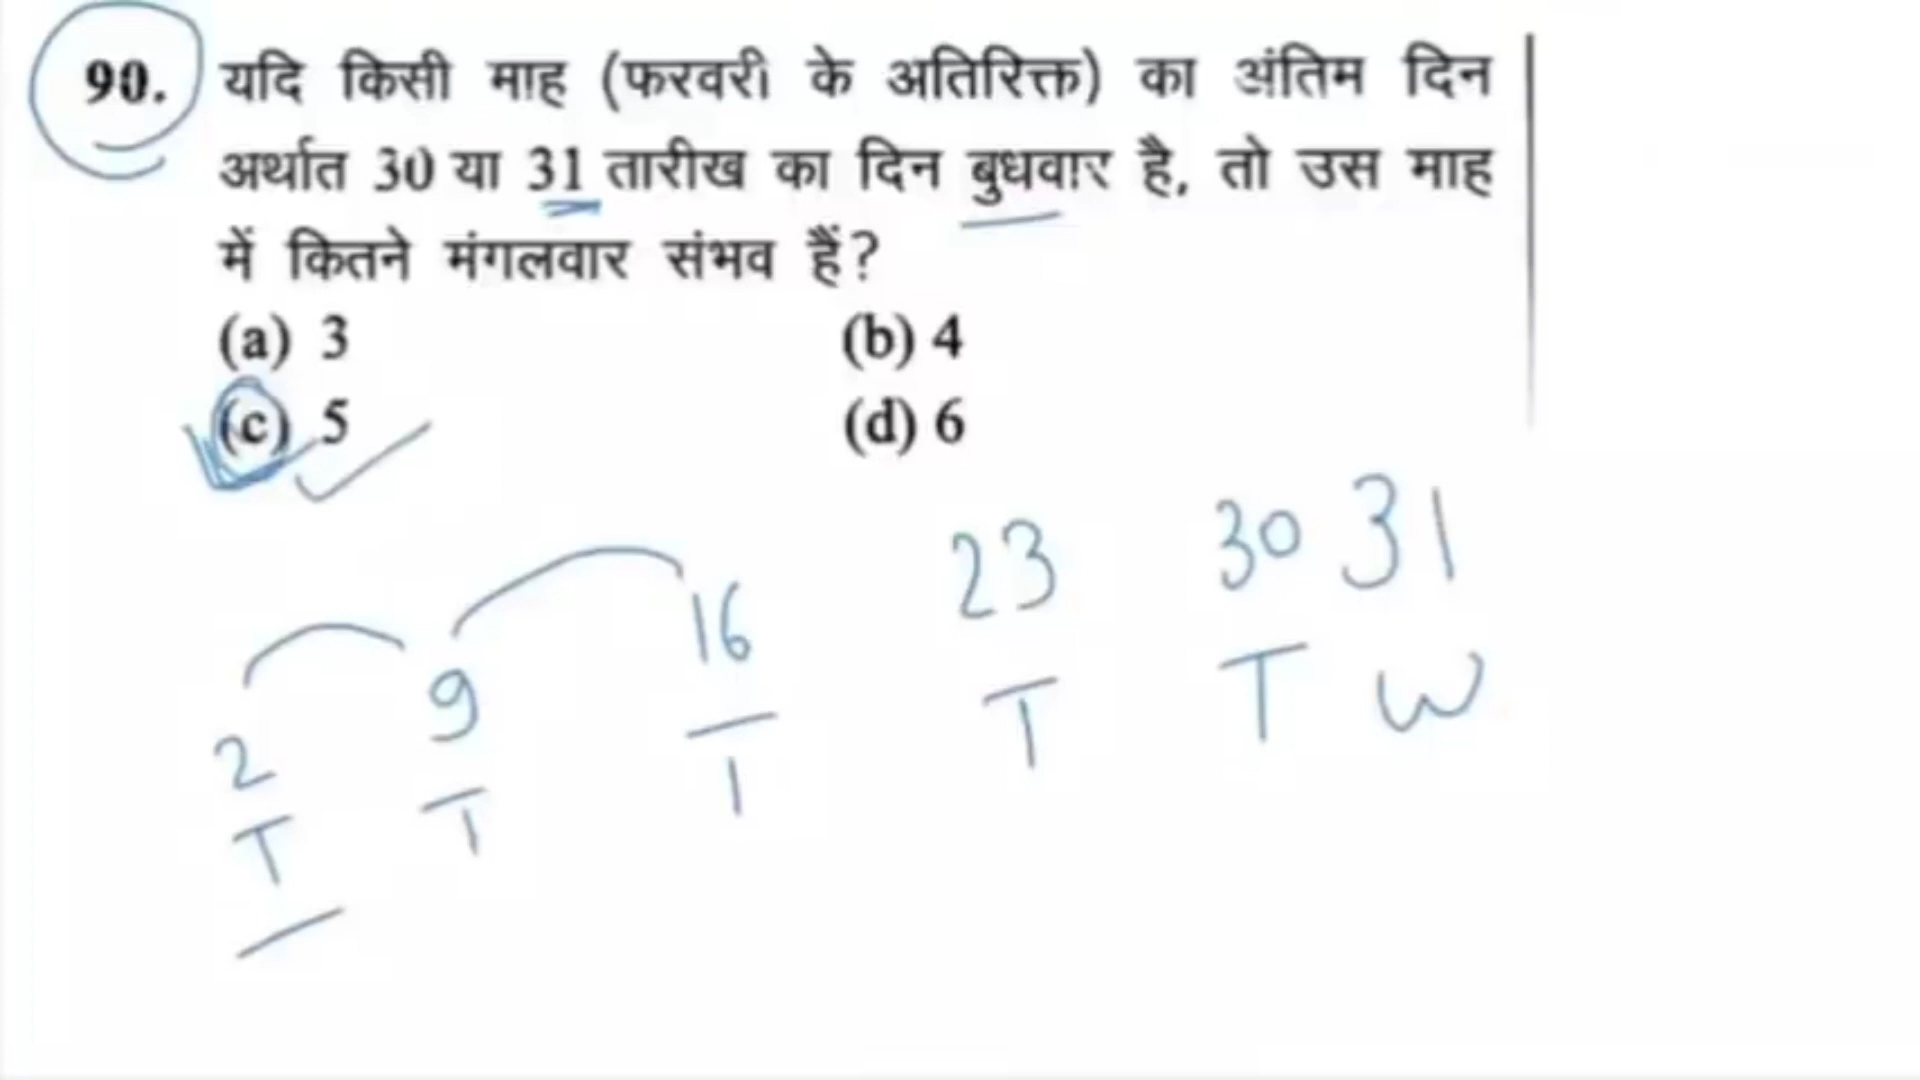 90. यदि किसी माह (फरवरी के अतिरिक्त) का अंतिम दिन
अर्थात 30 या 31 तारीख का दिन बुधवार है, तो उस माह
में कितने मंगलवार संभव हैं?
(a) 3 (b) 4
(c) 5 (d) 6
2 9 16 23 30 31
T T T T T W